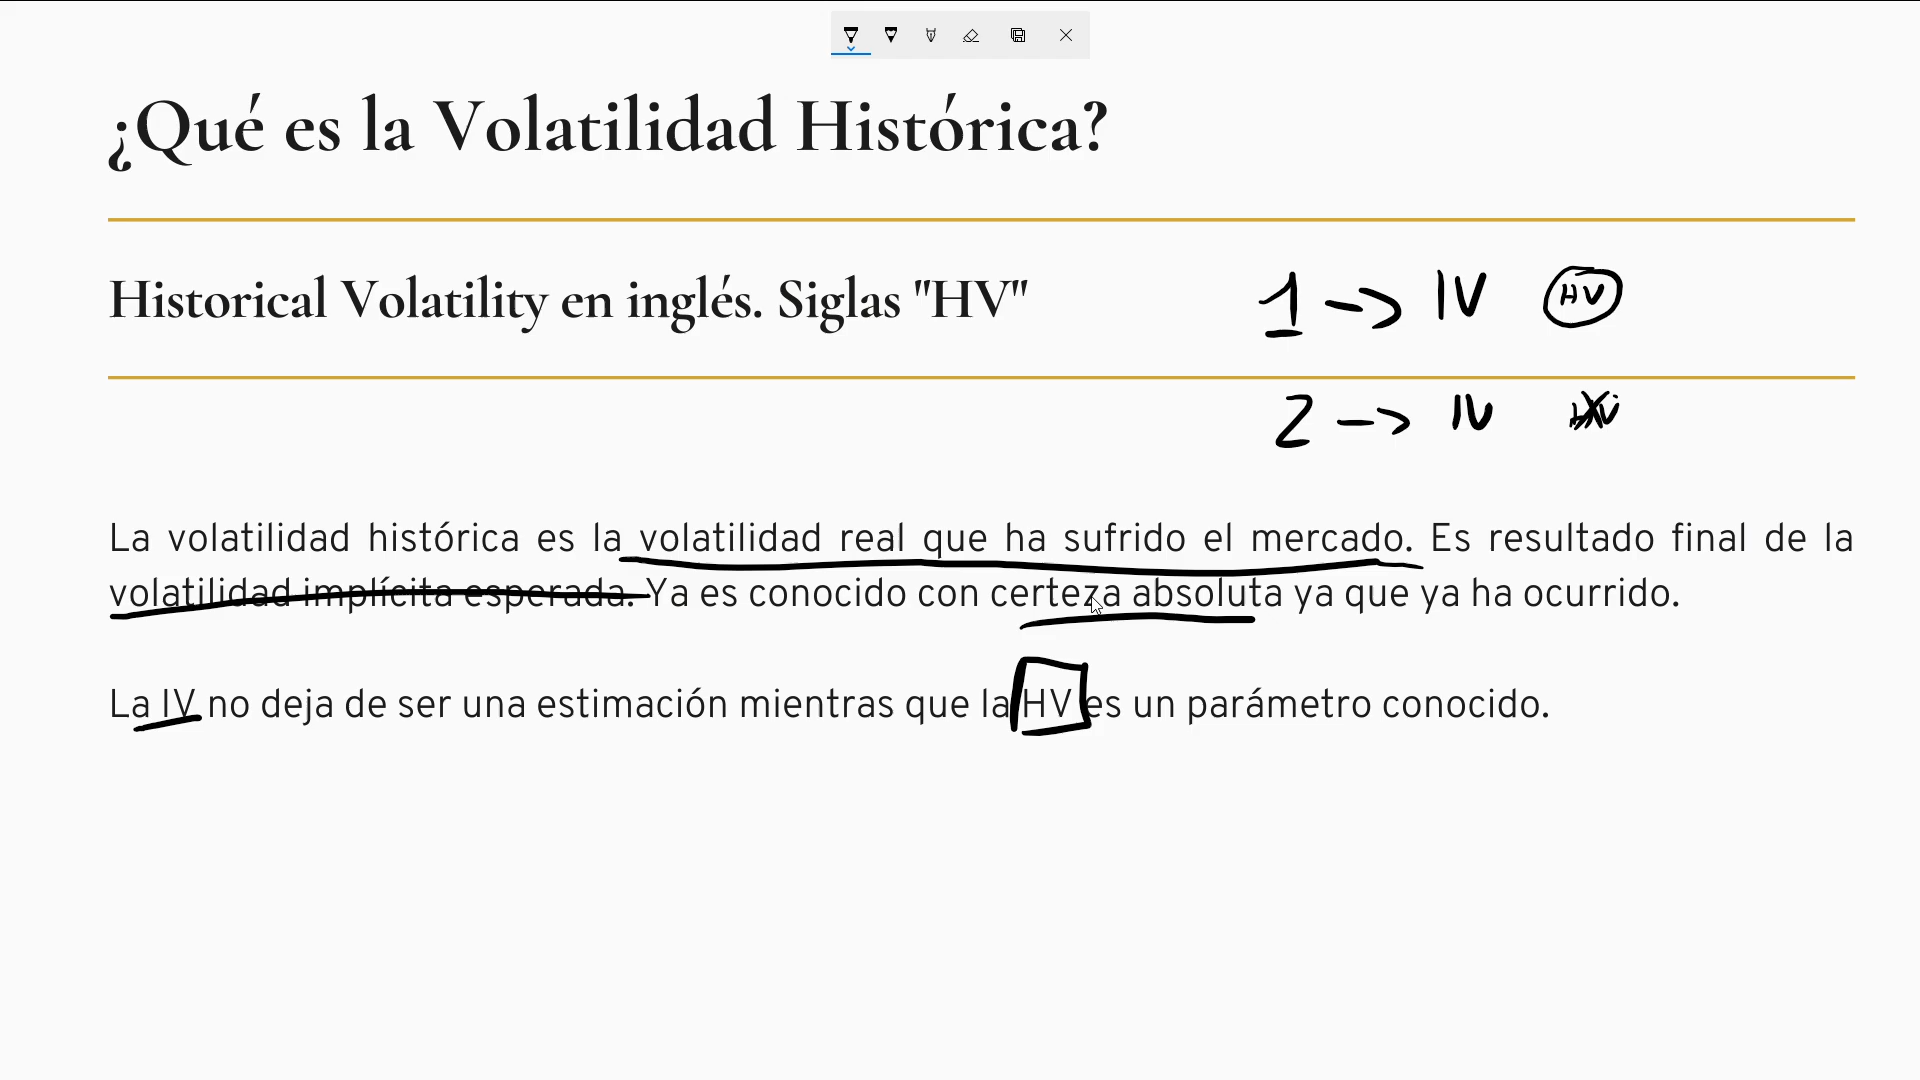 ¿Qué es la Volatilidad Histórica?
Historical Volatility en inglés. Siglas "HV"
1 -> IV HV
2 -> IV HV
La volatilidad histórica es la volatilidad real que ha sufrido el mercado. Es resultado final de la
volatilidad implícita esperada. Ya es conocido con certeza absoluta ya que ya ha ocurrido.
La IV no deja de ser una estimación mientras que la HV es un parámetro conocido.